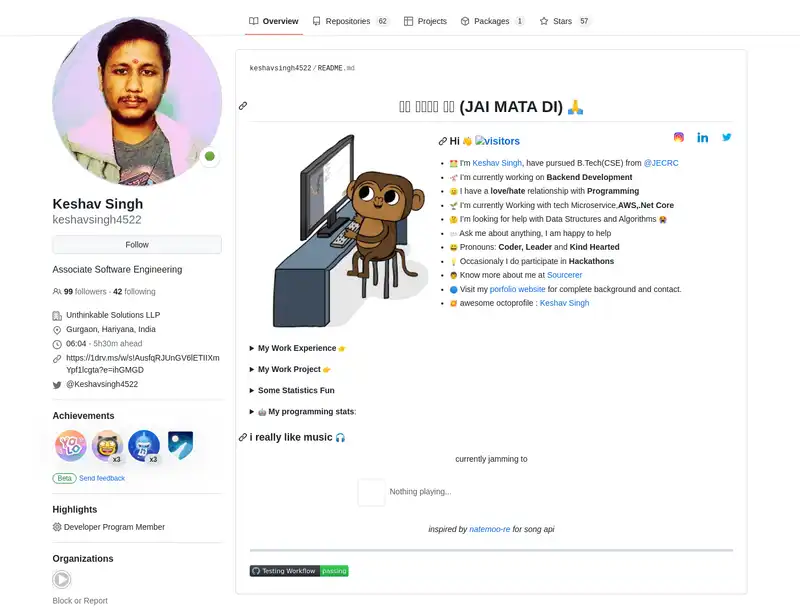 Overview
Repositories 62
Projects
Packages 1
Stars 57
Keshav Singh
keshavsingh4522
Follow
Associate Software Engineering
99 followers · 42 following
Unthinkable Solutions LLP
Gurgaon, Hariyana, India
06:04 - 5h30m ahead
https://1drv.ms/w/s!AusfqRJUnGV6lETIIXm
Ypf1lcgta?e=ihGMGD
@Keshavsingh4522
Achievements
YOLO
x3
x3
Beta Send feedback
Highlights
Developer Program Member
Organizations
Block or Report
keshavsingh4522/README.md
(JAI MATA DI) 🙏
Hi 👋 visitors
I'm Keshav Singh, have pursued B.Tech(CSE) from @JECRC
I'm currently working on Backend Development
I have a love/hate relationship with Programming
I'm currently Working with tech Microservice,AWS,.Net Core
I'm looking for help with Data Structures and Algorithms
Ask me about anything, I am happy to help
Pronouns: Coder, Leader and Kind Hearted
Occasionaly I do participate in Hackathons
Know more about me at Sourcerer
Visit my porfolio website for complete background and contact.
awesome octoprofile : Keshav Singh
My Work Experience 👉
My Work Project 👉
Some Statistics Fun
🤖 My programming stats:
i really like music 🎧
currently jamming to
Nothing playing...
inspired by natemoo-re for song api
Testing Workflow passing